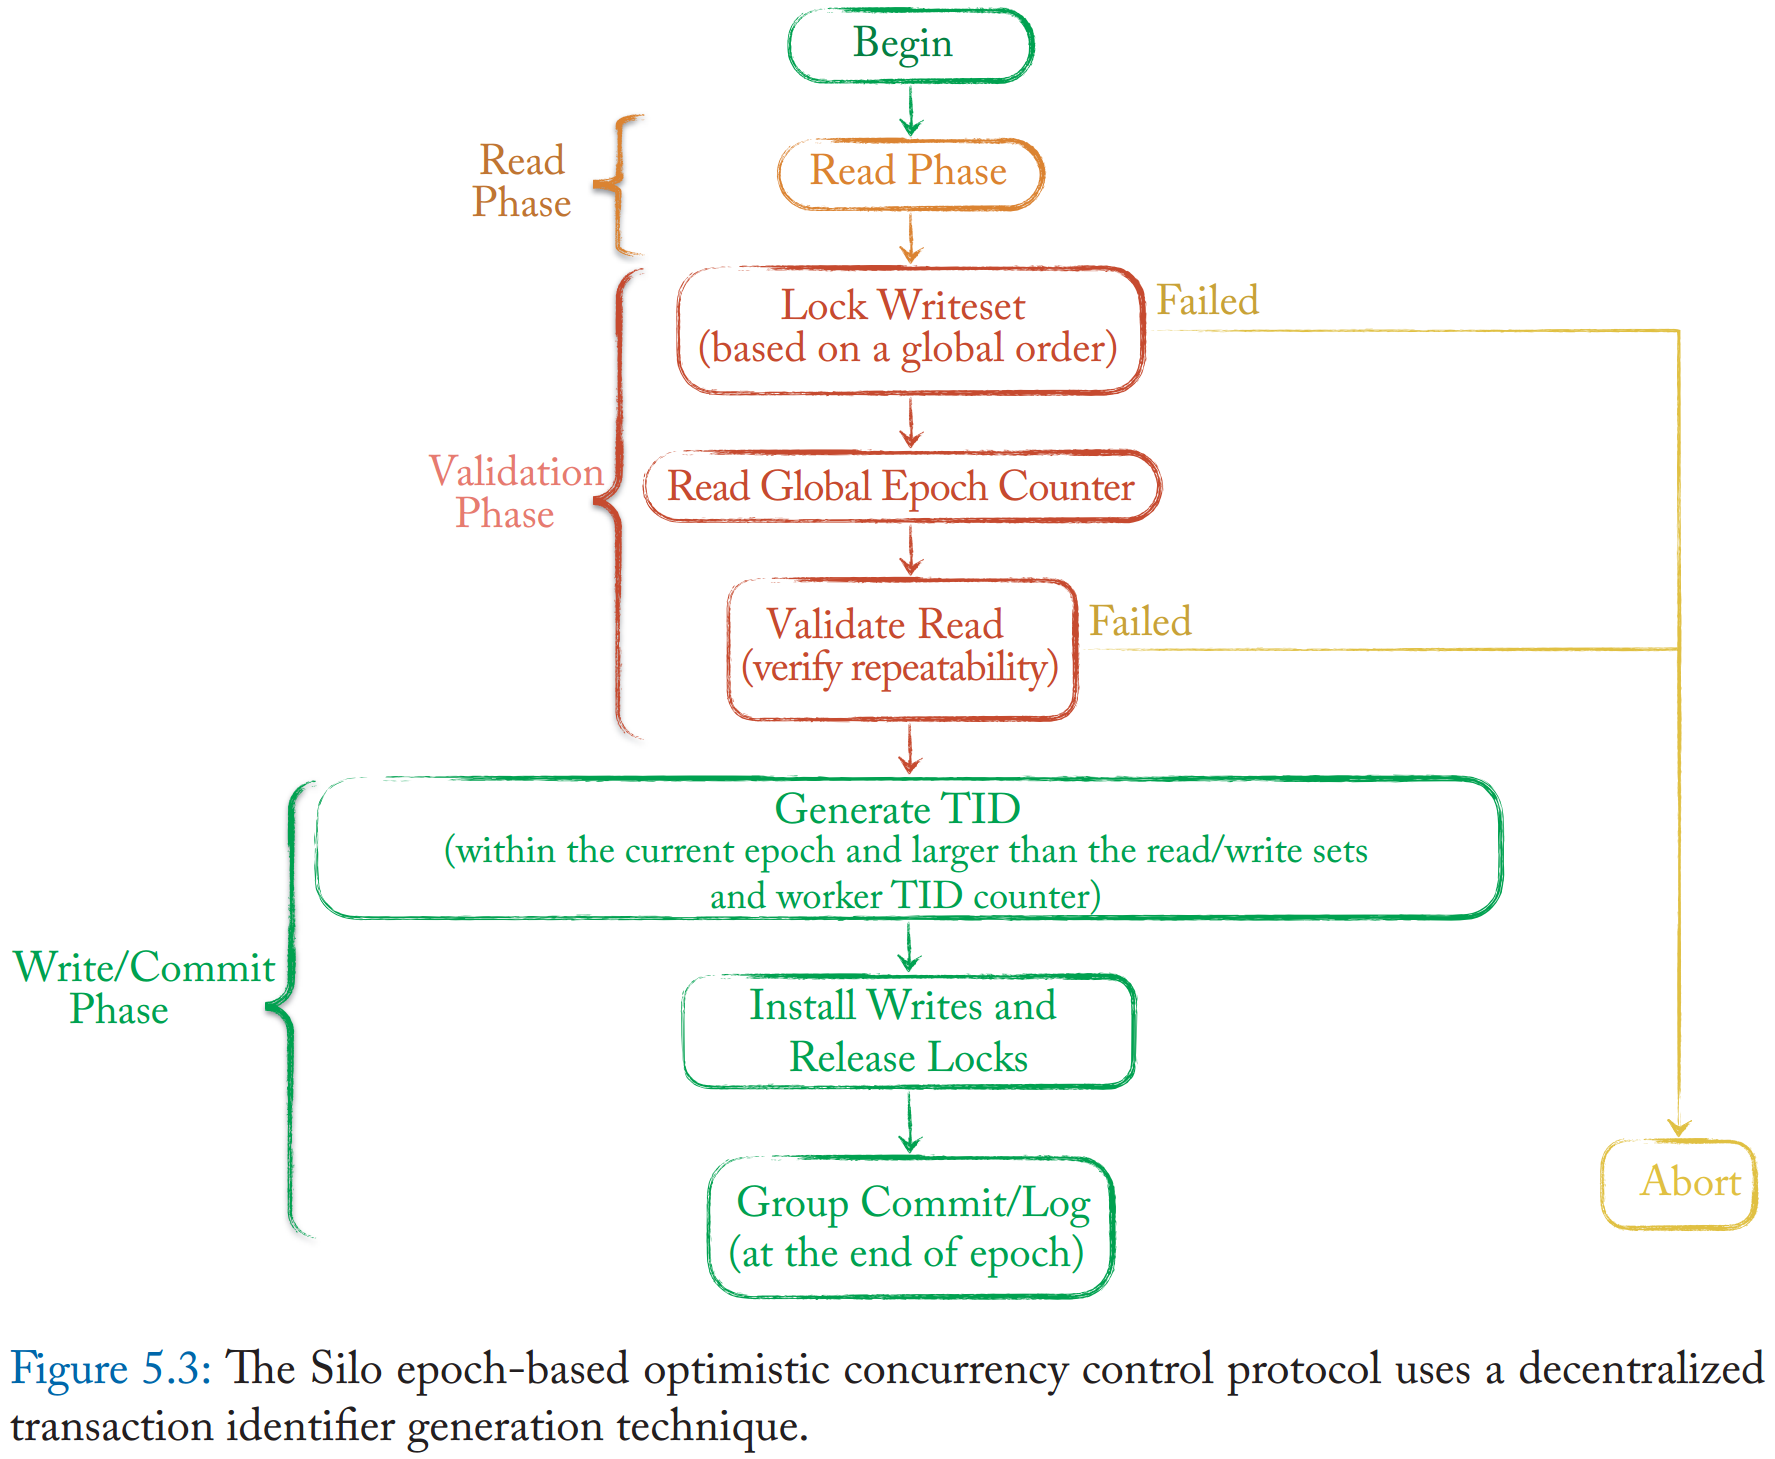 Begin
Read
Phase
Read Phase
Lock Writeset
(based on a global order)
Failed
Validation
Phase
Read Global Epoch Counter
Validate Read
(verify repeatability)
Failed
Generate TID
(within the current epoch and larger than the read/write sets
and worker TID counter)
Write/Commit
Phase
Install Writes and
Release Locks
Group Commit/Log
(at the end of epoch)
Abort
Figure 5.3: The Silo epoch-based optimistic concurrency control protocol uses a decentralized
transaction identifier generation technique.